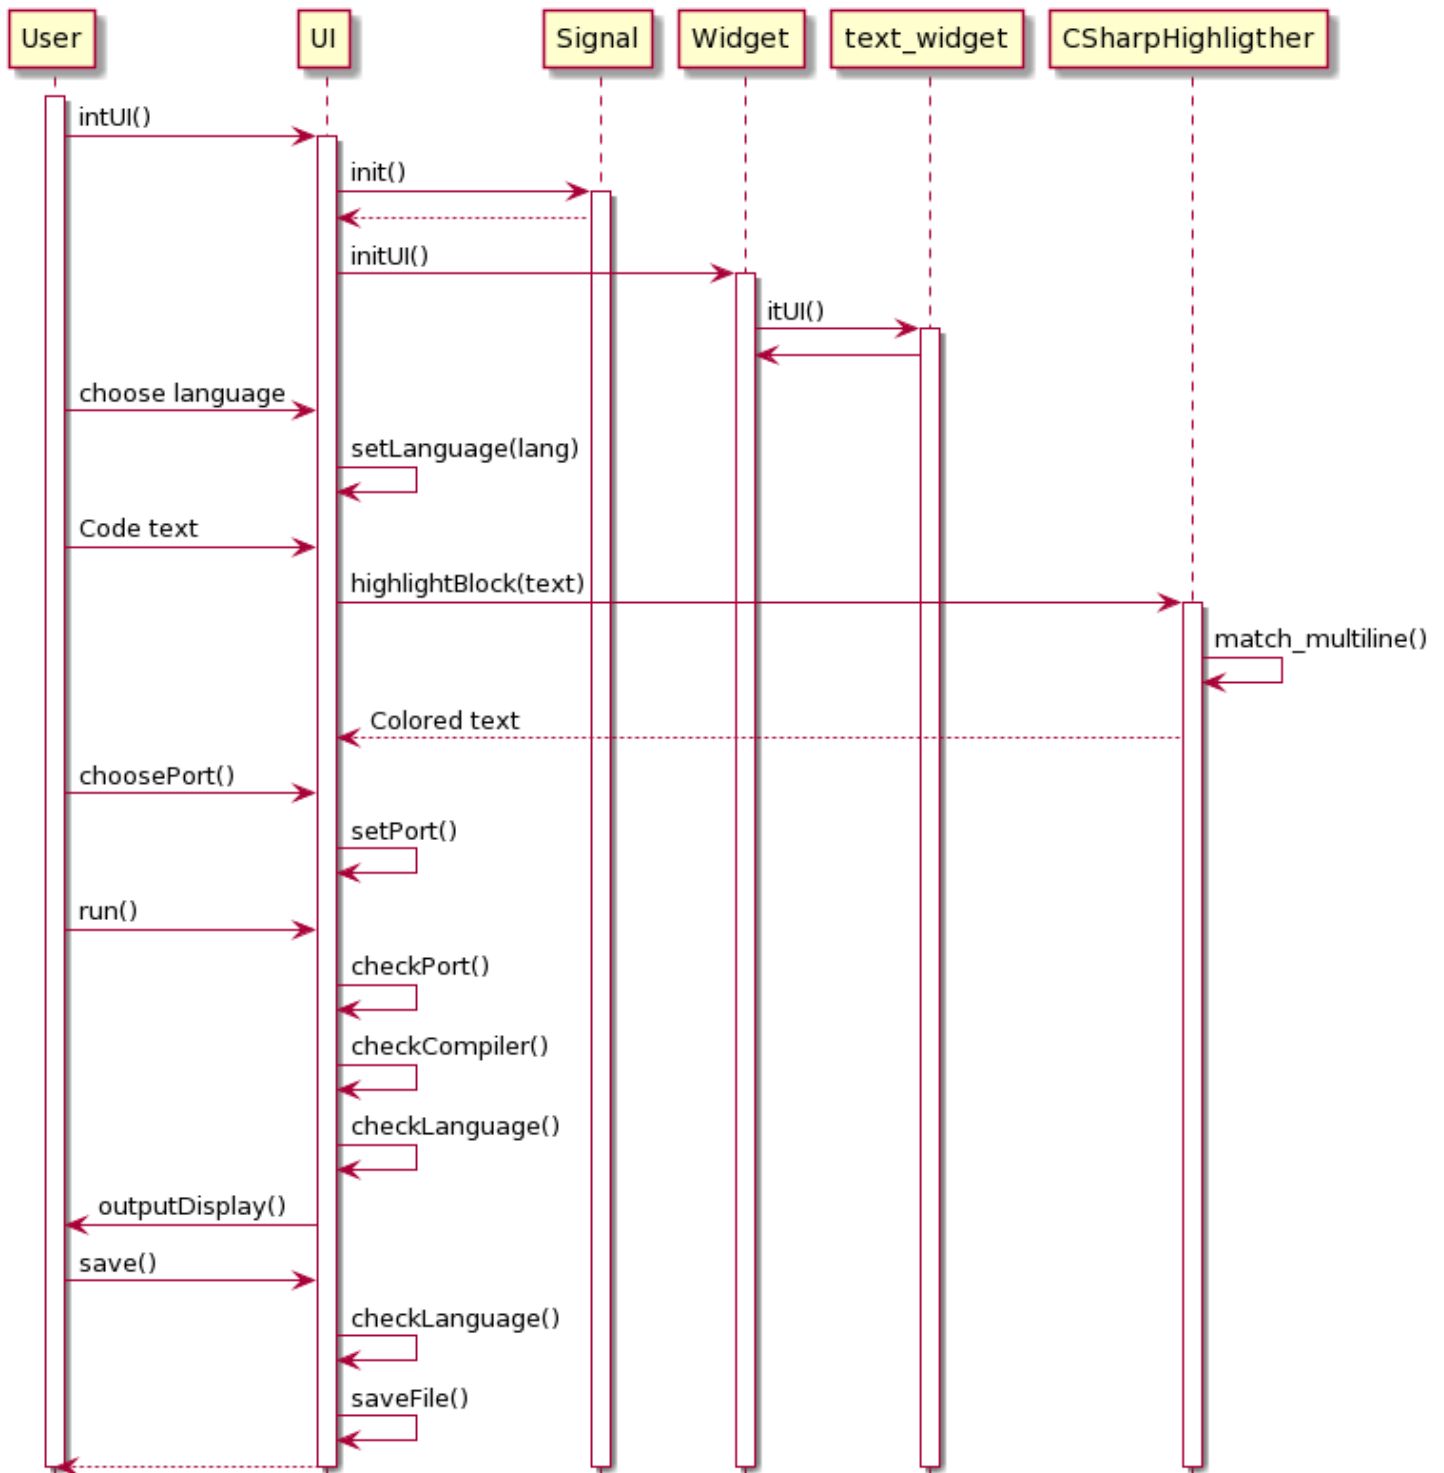 User UI Signal Widget text_widget CSharpHighligther
intUI()
init()
initUI()
itUI()
choose language
setLanguage(lang)
Code text
highlightBlock(text)
match_multiline()
Colored text
choosePort()
setPort()
run()
checkPort()
checkCompiler()
checkLanguage()
outputDisplay()
save()
checkLanguage()
saveFile()